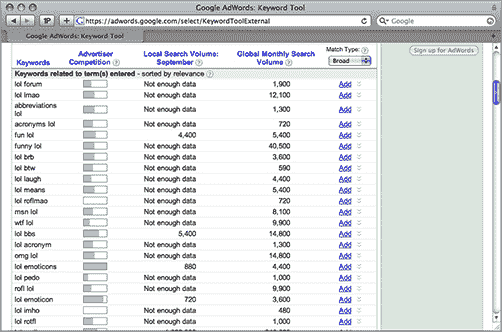 Google AdWords: Keyword Tool
https://adwords.google.com/select/KeywordToolExternal
Google
Google AdWords: Keyword Tool
Keywords Advertiser Competition Local Search Volume: September Global Monthly Search Volume Match Type: Broad
Sign up for AdWords
Keywords related to term(s) entered - sorted by relevance
lol forum Not enough data 1,900 Add
lol lmao Not enough data 12,100 Add
abbreviations lol Not enough data 1,300 Add
acronyms lol Not enough data 720 Add
fun lol 4,400 5,400 Add
funny lol Not enough data 40,500 Add
lol brb Not enough data 3,600 Add
lol btw Not enough data 590 Add
lol laugh Not enough data 4,400 Add
lol means Not enough data 5,400 Add
lol roflmao Not enough data 720 Add
msn lol Not enough data 8,100 Add
wtf lol Not enough data 9,900 Add
lol bbs 5,400 14,800 Add
lol acronym Not enough data 1,300 Add
omg lol Not enough data 14,800 Add
lol emoticons 880 4,400 Add
lol pedo Not enough data 1,000 Add
rofl lol Not enough data 9,900 Add
lol emoticon 720 3,600 Add
lol imho Not enough data 480 Add
lol rotfl Not enough data 1,000 Add